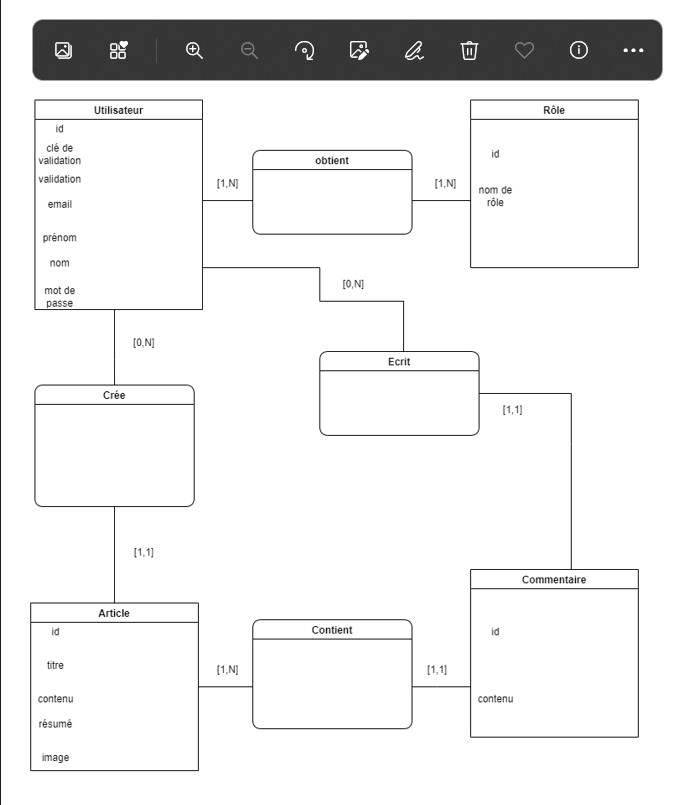 Utilisateur
id
clé de
validation
validation
email
prénom
nom
mot de
passe
[1,N]
obtient
[1,N]
Rôle
id
nom de
rôle
[0,N]
[0,N]
Ecrit
[1,1]
Crée
[1,1]
Article
id
titre
contenu
résumé
image
[1,N]
Contient
[1,1]
Commentaire
id
contenu